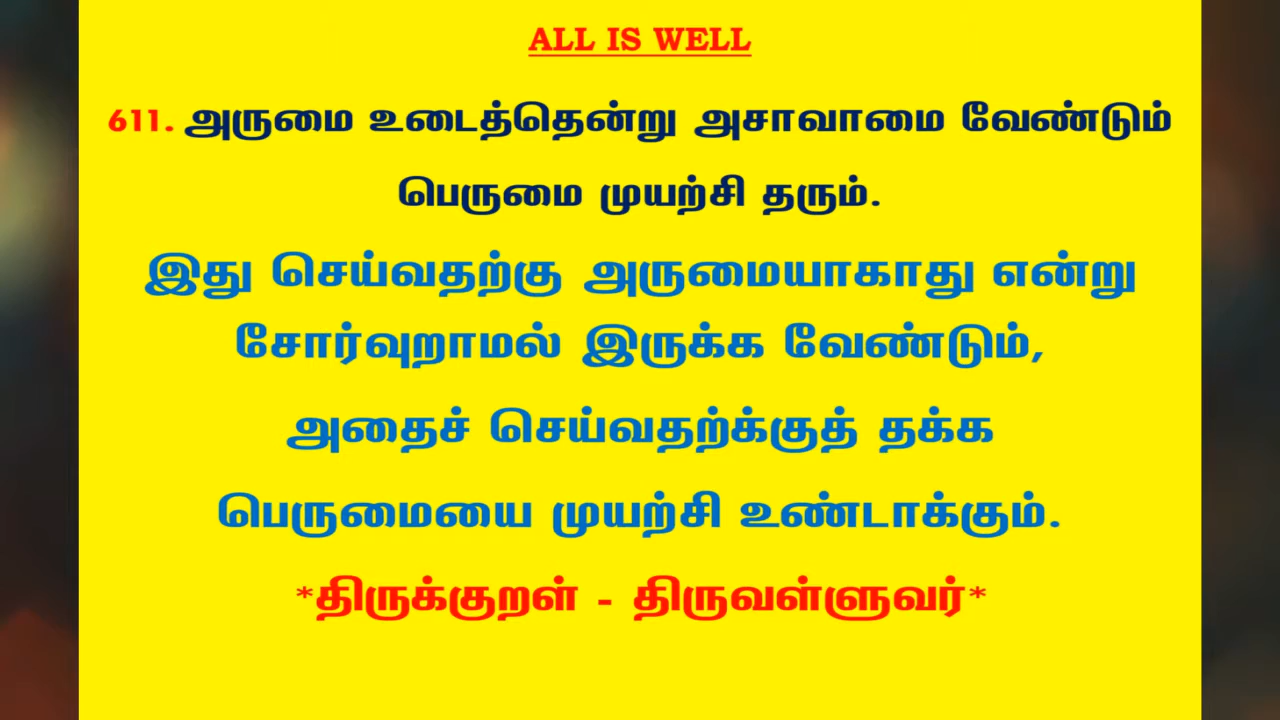 ALL IS WELL
611. அருமை உடைத்தென்று அசாவாமை வேண்டும்
பெருமை முயற்சி தரும்.
இது செய்வதற்கு அருமையாகாது என்று
சோர்வுறாமல் இருக்க வேண்டும்,
அதைச் செய்வதற்க்குத் தக்க
பெருமையை முயற்சி உண்டாக்கும்.
*திருக்குறள் - திருவள்ளுவர்*